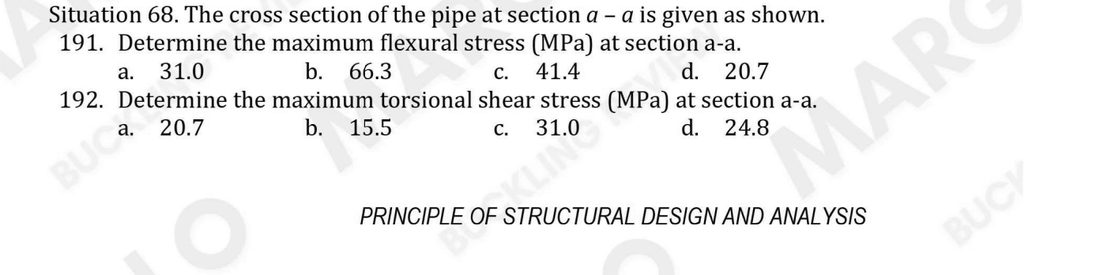 Situation 68. The cross section of the pipe at section a – a is given as shown.
191. Determine the maximum flexural stress (MPa) at section a-a.
a. 31.0 b. 66.3 c. 41.4 d. 20.7
192. Determine the maximum torsional shear stress (MPa) at section a-a.
a. 20.7 b. 15.5 c. 31.0 d. 24.8
PRINCIPLE OF STRUCTURAL DESIGN AND ANALYSIS